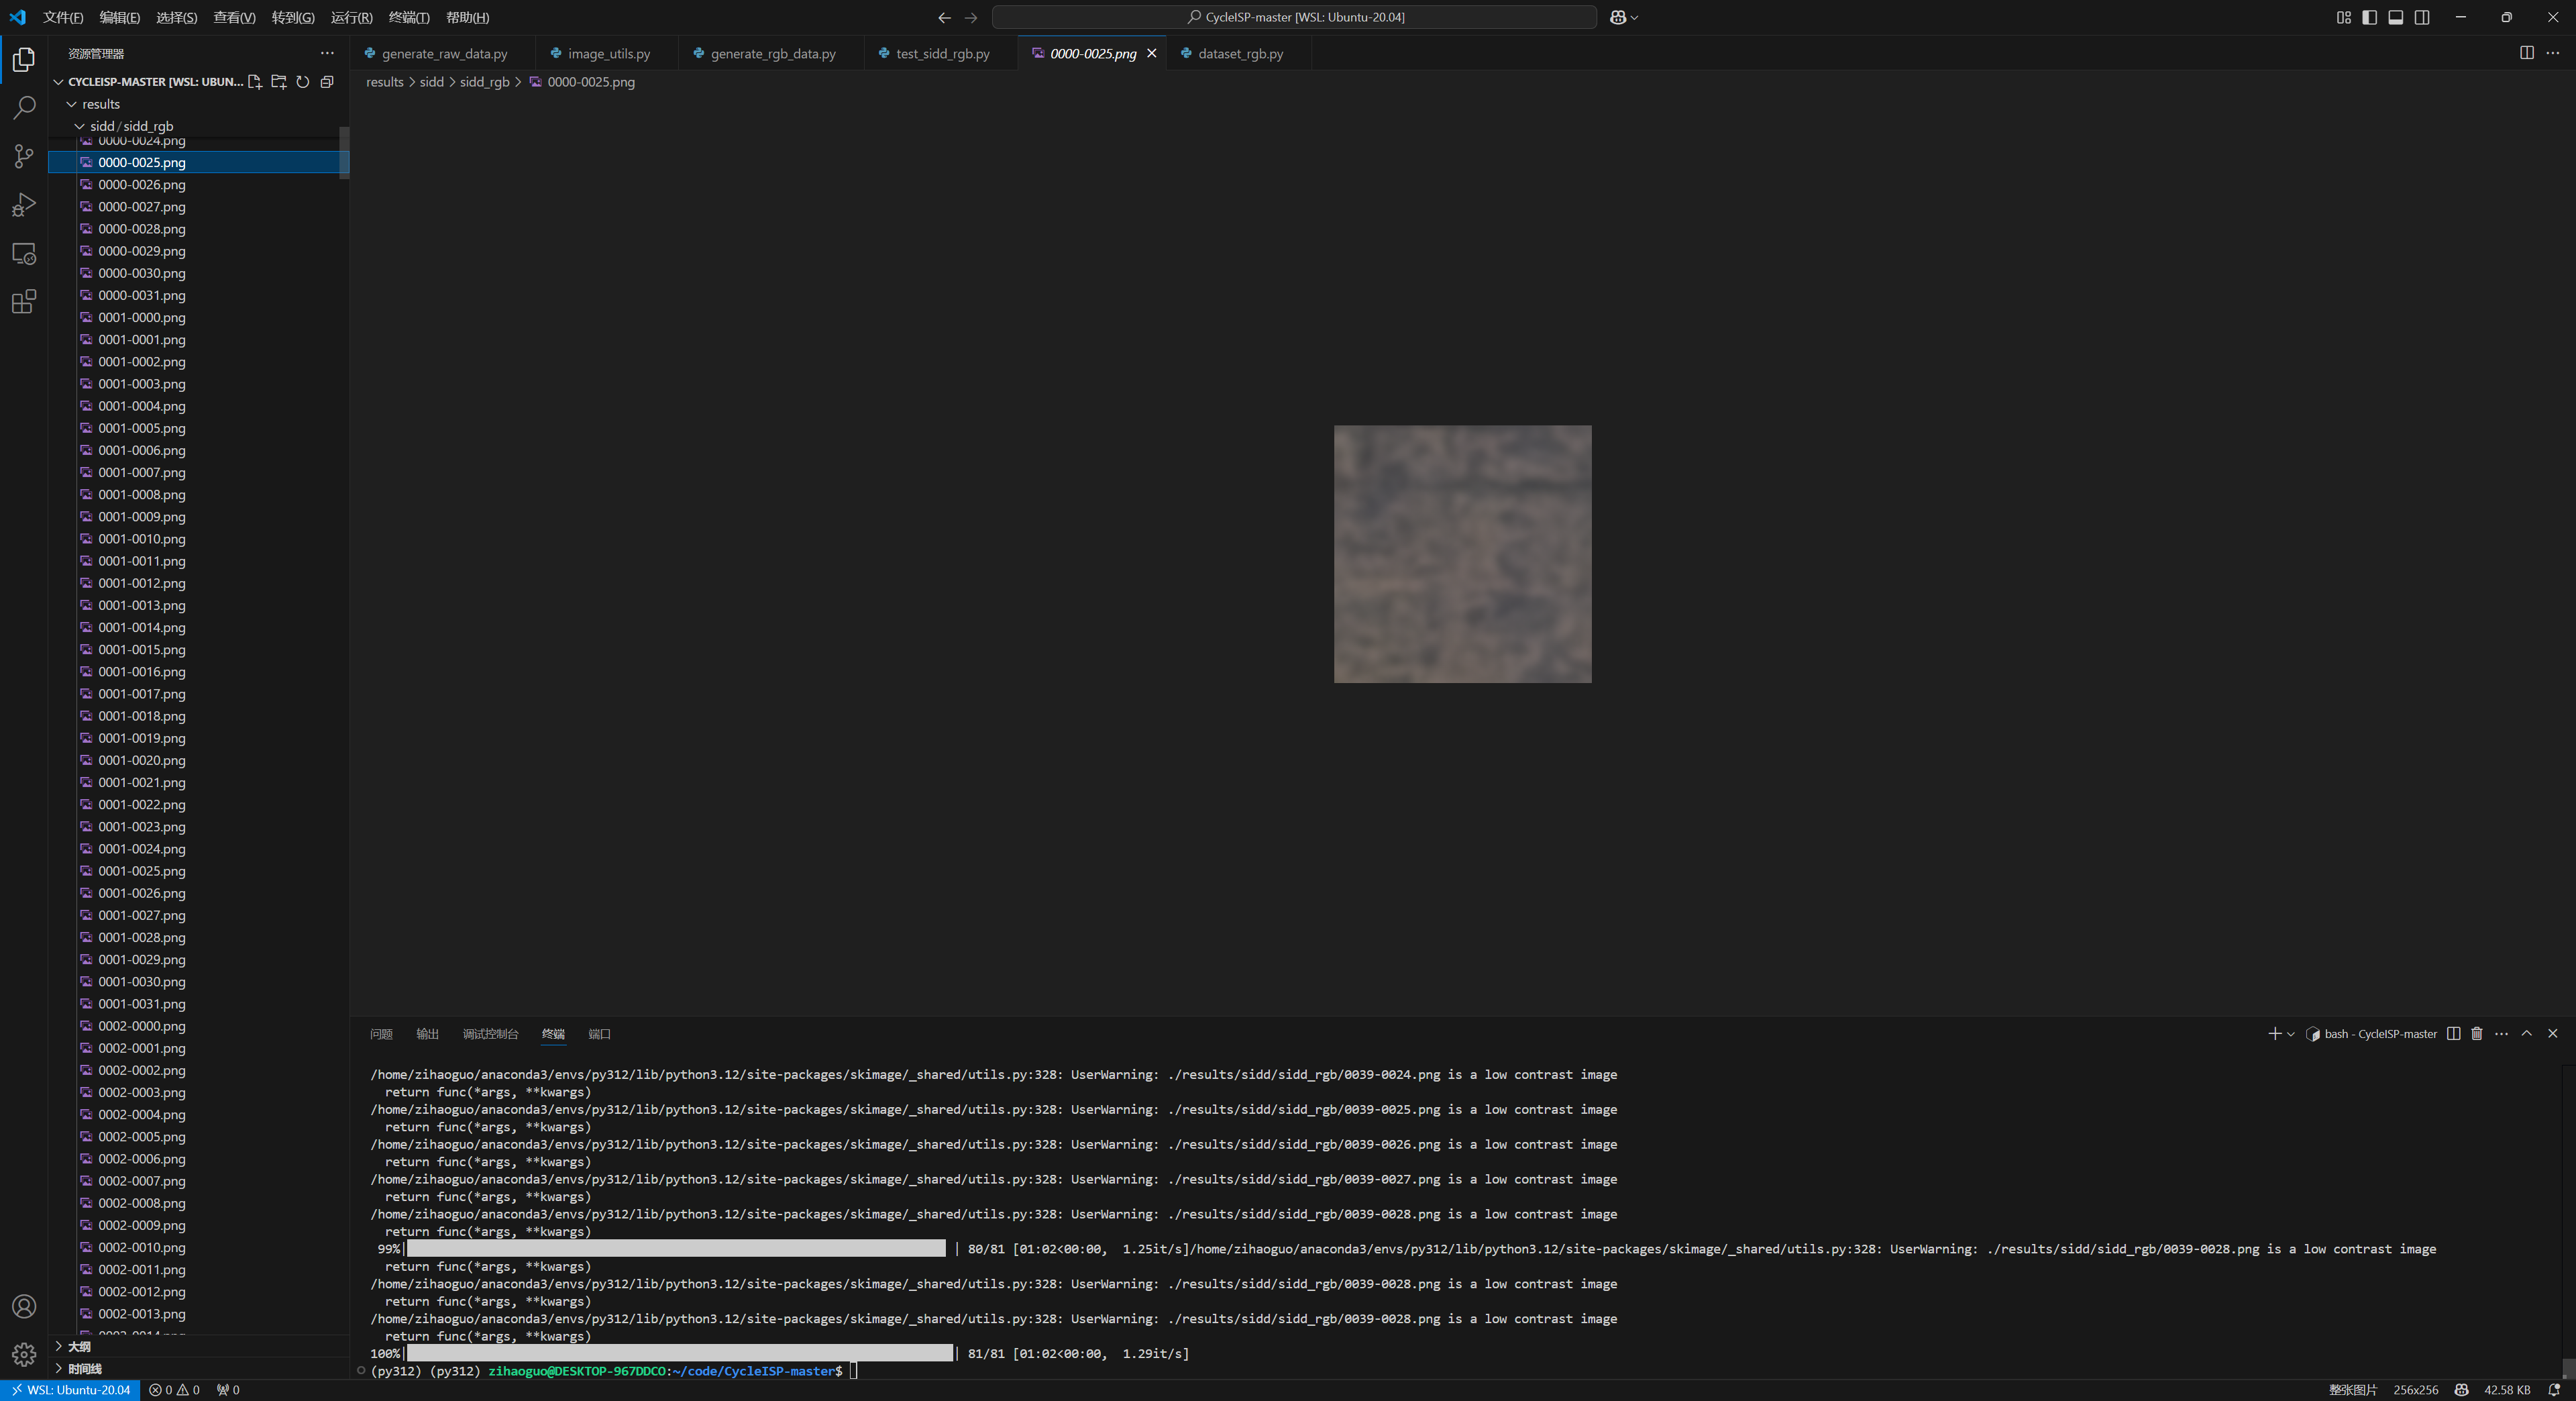 文件(F) 编辑(E) 选择(S) 查看(V) 转到(G) 运行(R) 终端(T) 帮助(H)
CycleISP-master [WSL: Ubuntu-20.04]
资源管理器
CYCLEISP-MASTER [WSL: UBUN...
results
sidd/sidd_rgb
0000-0024.png
0000-0025.png
0000-0026.png
0000-0027.png
0000-0028.png
0000-0029.png
0000-0030.png
0000-0031.png
0001-0000.png
0001-0001.png
0001-0002.png
0001-0003.png
0001-0004.png
0001-0005.png
0001-0006.png
0001-0007.png
0001-0008.png
0001-0009.png
0001-0010.png
0001-0011.png
0001-0012.png
0001-0013.png
0001-0014.png
0001-0015.png
0001-0016.png
0001-0017.png
0001-0018.png
0001-0019.png
0001-0020.png
0001-0021.png
0001-0022.png
0001-0023.png
0001-0024.png
0001-0025.png
0001-0026.png
0001-0027.png
0001-0028.png
0001-0029.png
0001-0030.png
0001-0031.png
0002-0000.png
0002-0001.png
0002-0002.png
0002-0003.png
0002-0004.png
0002-0005.png
0002-0006.png
0002-0007.png
0002-0008.png
0002-0009.png
0002-0010.png
0002-0011.png
0002-0012.png
0002-0013.png
大纲
时间线
generate_raw_data.py image_utils.py generate_rgb_data.py test_sidd_rgb.py 0000-0025.png dataset_rgb.py
results > sidd > sidd_rgb > 0000-0025.png
问题 输出 调试控制台 终端 端口
bash - CycleISP-master
/home/zihaoguo/anaconda3/envs/py312/lib/python3.12/site-packages/skimage/_shared/utils.py:328: UserWarning: ./results/sidd/sidd_rgb/0039-0024.png is a low contrast image
return func(*args, **kwargs)
/home/zihaoguo/anaconda3/envs/py312/lib/python3.12/site-packages/skimage/_shared/utils.py:328: UserWarning: ./results/sidd/sidd_rgb/0039-0025.png is a low contrast image
return func(*args, **kwargs)
/home/zihaoguo/anaconda3/envs/py312/lib/python3.12/site-packages/skimage/_shared/utils.py:328: UserWarning: ./results/sidd/sidd_rgb/0039-0026.png is a low contrast image
return func(*args, **kwargs)
/home/zihaoguo/anaconda3/envs/py312/lib/python3.12/site-packages/skimage/_shared/utils.py:328: UserWarning: ./results/sidd/sidd_rgb/0039-0027.png is a low contrast image
return func(*args, **kwargs)
/home/zihaoguo/anaconda3/envs/py312/lib/python3.12/site-packages/skimage/_shared/utils.py:328: UserWarning: ./results/sidd/sidd_rgb/0039-0028.png is a low contrast image
return func(*args, **kwargs)
99%| | 80/81 [01:02<00:00, 1.25it/s]/home/zihaoguo/anaconda3/envs/py312/lib/python3.12/site-packages/skimage/_shared/utils.py:328: UserWarning: ./results/sidd/sidd_rgb/0039-0028.png is a low contrast image
return func(*args, **kwargs)
/home/zihaoguo/anaconda3/envs/py312/lib/python3.12/site-packages/skimage/_shared/utils.py:328: UserWarning: ./results/sidd/sidd_rgb/0039-0028.png is a low contrast image
return func(*args, **kwargs)
/home/zihaoguo/anaconda3/envs/py312/lib/python3.12/site-packages/skimage/_shared/utils.py:328: UserWarning: ./results/sidd/sidd_rgb/0039-0028.png is a low contrast image
return func(*args, **kwargs)
100%| | 81/81 [01:02<00:00, 1.29it/s]
(py312) (py312) zihaoguo@DESKTOP-967DDCO:~/code/CycleISP-master$
WSL: Ubuntu-20.04 0 0 0 整张图片 256x256 42.58 KB